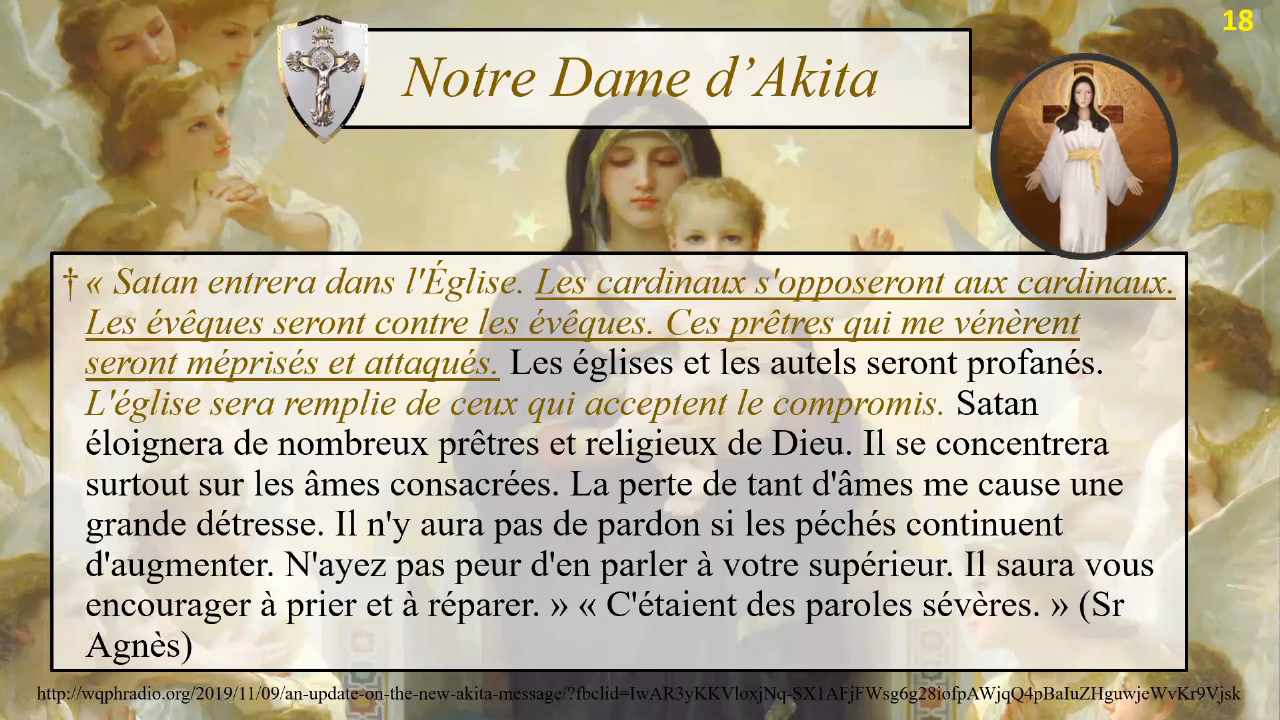 18
Notre Dame d’Akita
† « Satan entrera dans l'Église. Les cardinaux s'opposeront aux cardinaux.
Les évêques seront contre les évêques. Ces prêtres qui me vénèrent
seront méprisés et attaqués. Les églises et les autels seront profanés.
L'église sera remplie de ceux qui acceptent le compromis. Satan
éloignera de nombreux prêtres et religieux de Dieu. Il se concentrera
surtout sur les âmes consacrées. La perte de tant d'âmes me cause une
grande détresse. Il n'y aura pas de pardon si les péchés continuent
d'augmenter. N'ayez pas peur d'en parler à votre supérieur. Il saura vous
encourager à prier et à réparer. » « C'étaient des paroles sévères. » (Sr
Agnès)
http://wqphradio.org/2019/11/09/an-update-on-the-new-akita-message/?fbclid=IwAR3yKKVloxjNq-SX1AFjFWsg6g28iofpAWjqQ4pBaIuZHguwjeWvKr9Vjsk